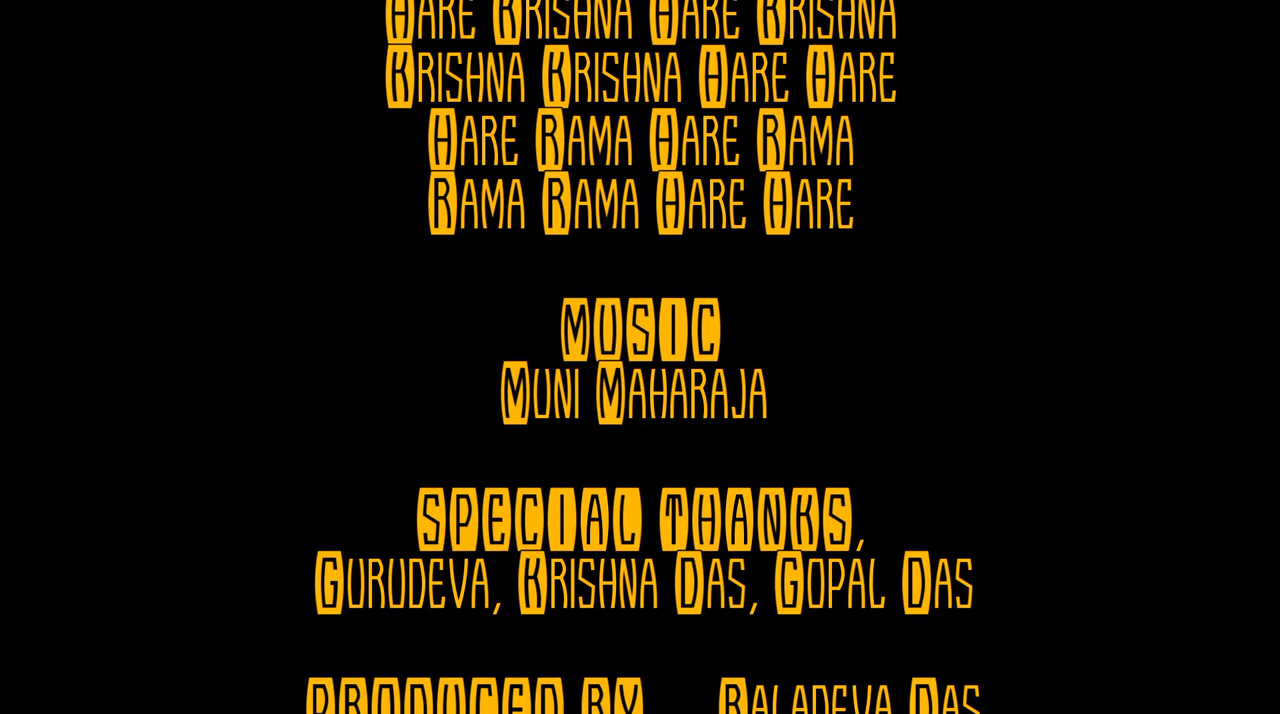 Hare Krishna Hare Krishna
Krishna Krishna Hare Hare
Hare Rama Hare Rama
Rama Rama Hare Hare
MUSIC
Muni Maharaja
SPECIAL THANKS,
Gurudeva, Krishna Das, Gopal Das
PRODUCED BY Baladeva Das